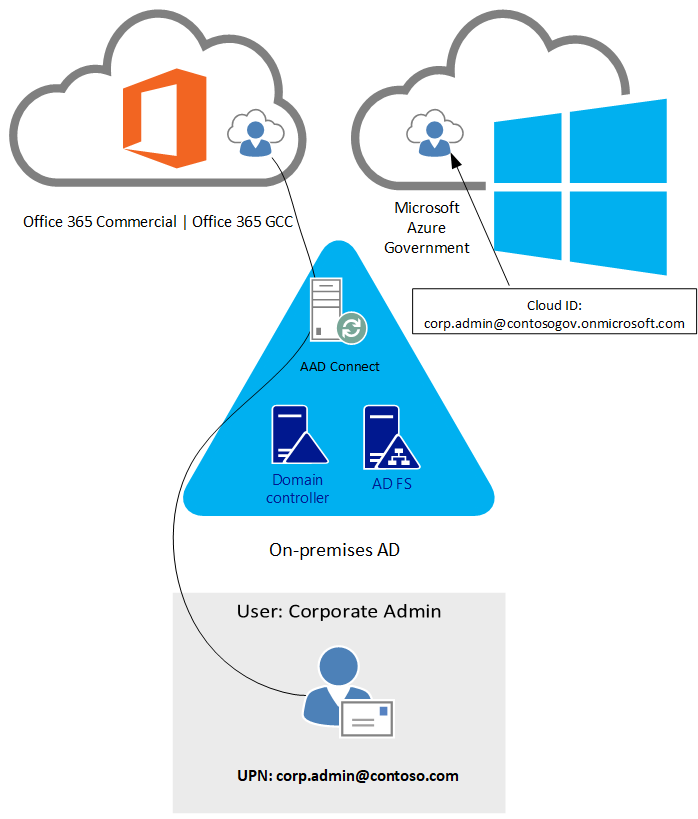 Office 365 Commercial | Office 365 GCC
Microsoft
Azure
Government
Cloud ID:
corp.admin@contosogov.onmicrosoft.com
AAD Connect
Domain
controller
AD FS
On-premises AD
User: Corporate Admin
UPN: corp.admin@contoso.com